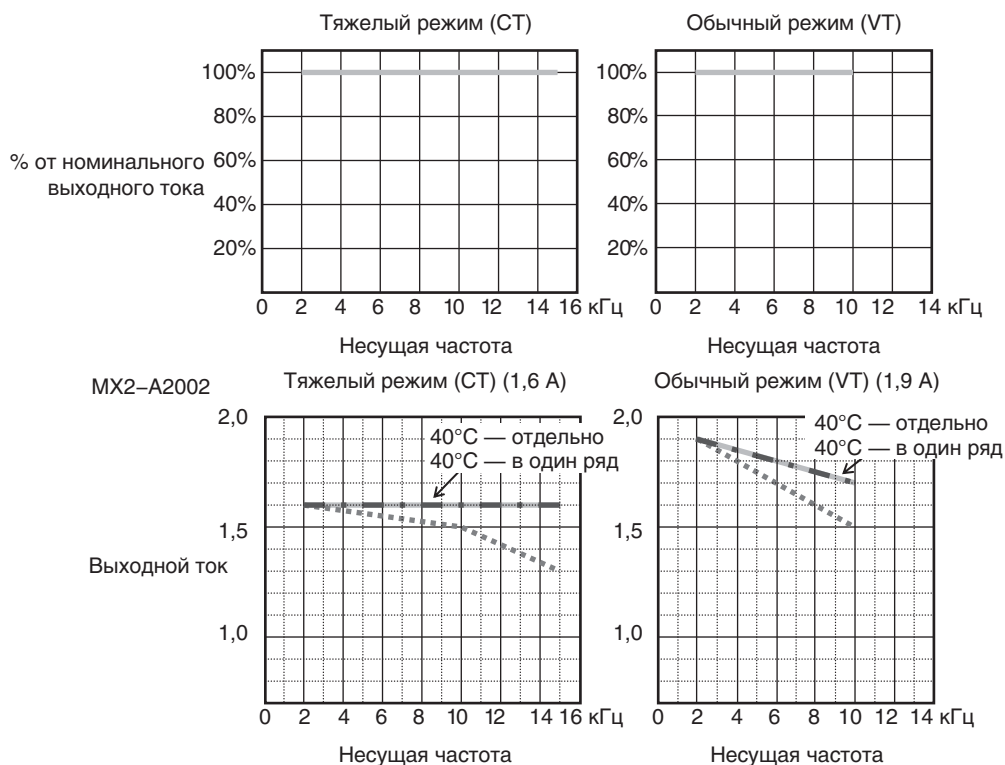 Тяжелый режим (CT)
Обычный режим (VT)
100%
80%
60%
40%
20%
% от номинального
выходного тока
0 2 4 6 8 10 12 14 16 кГц
Несущая частота
100%
80%
60%
40%
20%
0 2 4 6 8 10 12 14 кГц
Несущая частота
MX2–A2002
Тяжелый режим (CT) (1,6 A)
Обычный режим (VT) (1,9 A)
2,0
1,5
1,0
40°C — отдельно
40°C — в один ряд
Выходной ток
0 2 4 6 8 10 12 14 16 кГц
Несущая частота
2,0
1,5
1,0
40°C — отдельно
40°C — в один ряд
0 2 4 6 8 10 12 14 кГц
Несущая частота